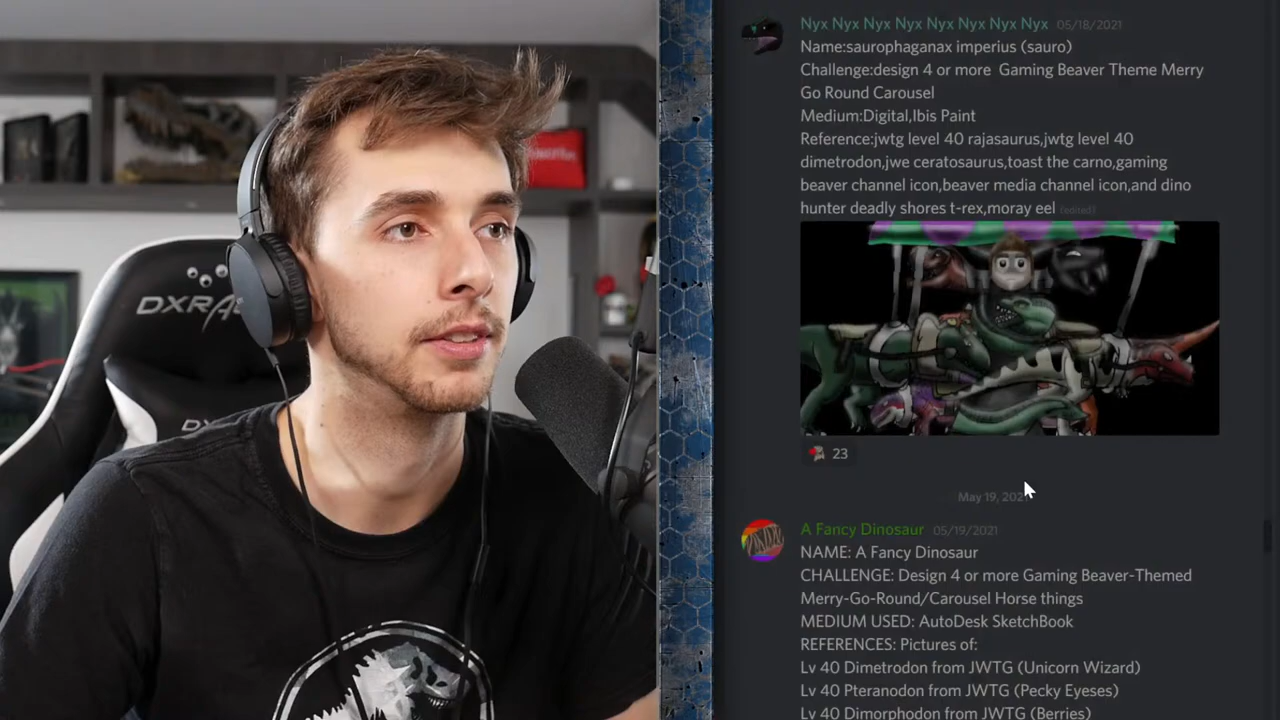 Nyx Nyx Nyx Nyx Nyx Nyx Nyx Nyx 05/18/2021
Name:saurophaganax imperius (sauro)
Challenge:design 4 or more Gaming Beaver Theme Merry
Go Round Carousel
Medium:Digital,Ibis Paint
Reference:jwtg level 40 rajasaurus,jwtg level 40
dimetrodon,jwe ceratosaurus,toast the carno,gaming
beaver channel icon,beaver media channel icon,and dino
hunter deadly shores t-rex,moray eel (edited)
23
May 19, 2021
A Fancy Dinosaur 05/19/2021
NAME: A Fancy Dinosaur
CHALLENGE: Design 4 or more Gaming Beaver-Themed
Merry-Go-Round/Carousel Horse things
MEDIUM USED: AutoDesk SketchBook
REFERENCES: Pictures of:
Lv 40 Dimetrodon from JWTG (Unicorn Wizard)
Lv 40 Pteranodon from JWTG (Pecky Eyeses)
Lv 40 Dimorphodon from JWTG (Berries)
DXRA
DX